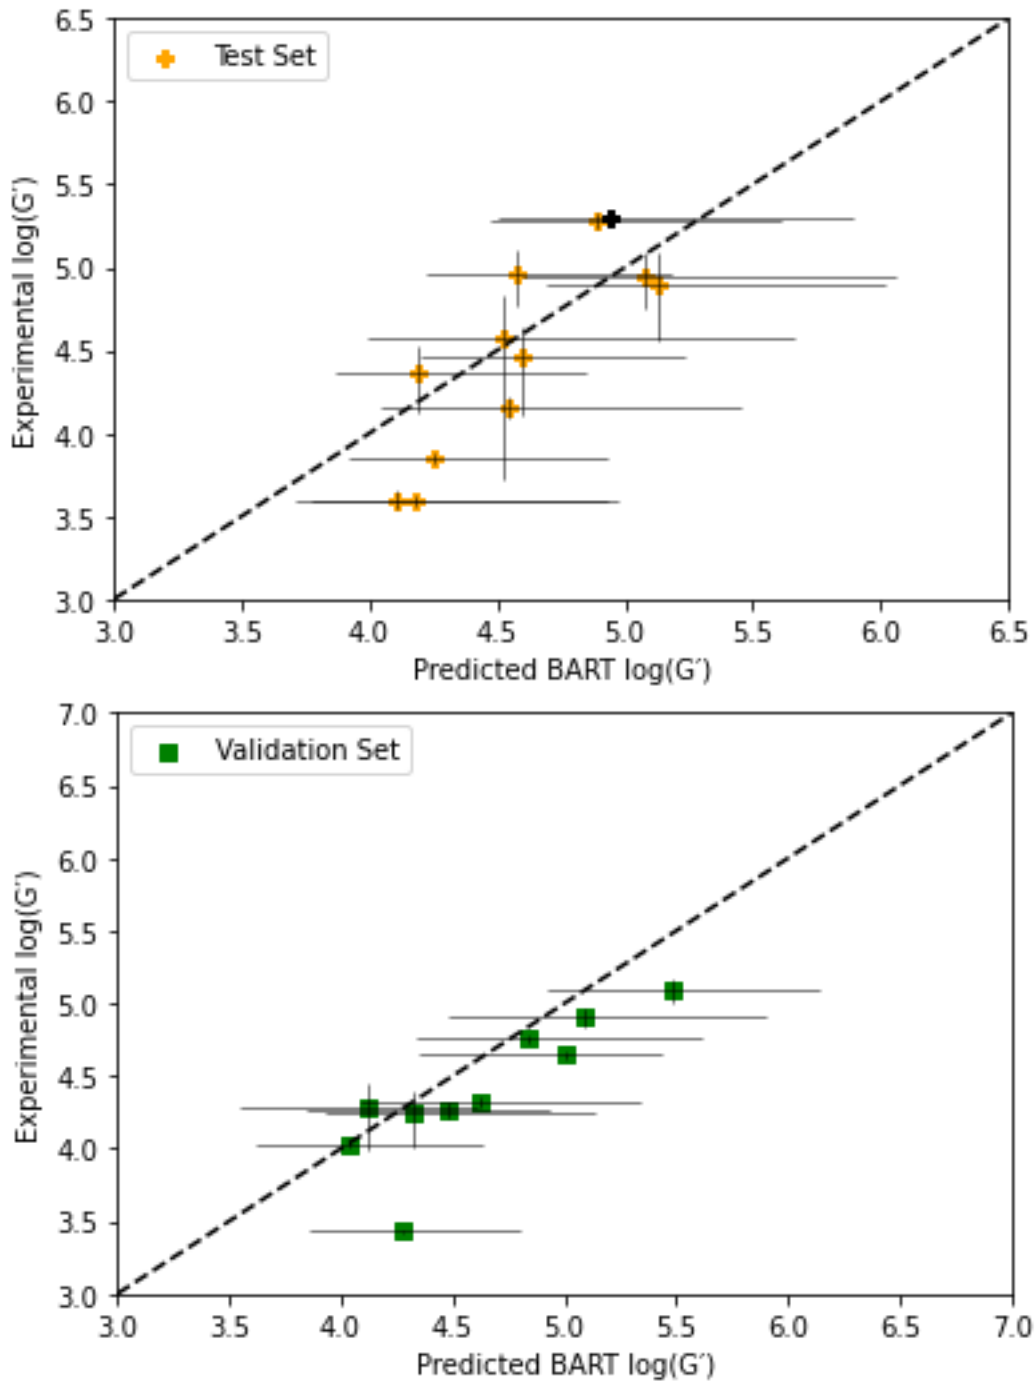 6.5
Test Set
6.0
5.5
5.0
4.5
4.0
3.5
3.0
Experimental log(G′)
3.0 3.5 4.0 4.5 5.0 5.5 6.0 6.5
Predicted BART log(G′)
7.0
Validation Set
6.5
6.0
5.5
5.0
4.5
4.0
3.5
3.0
Experimental log(G′)
3.0 3.5 4.0 4.5 5.0 5.5 6.0 6.5 7.0
Predicted BART log(G′)